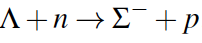 Λ + n → Σ⁻ + p